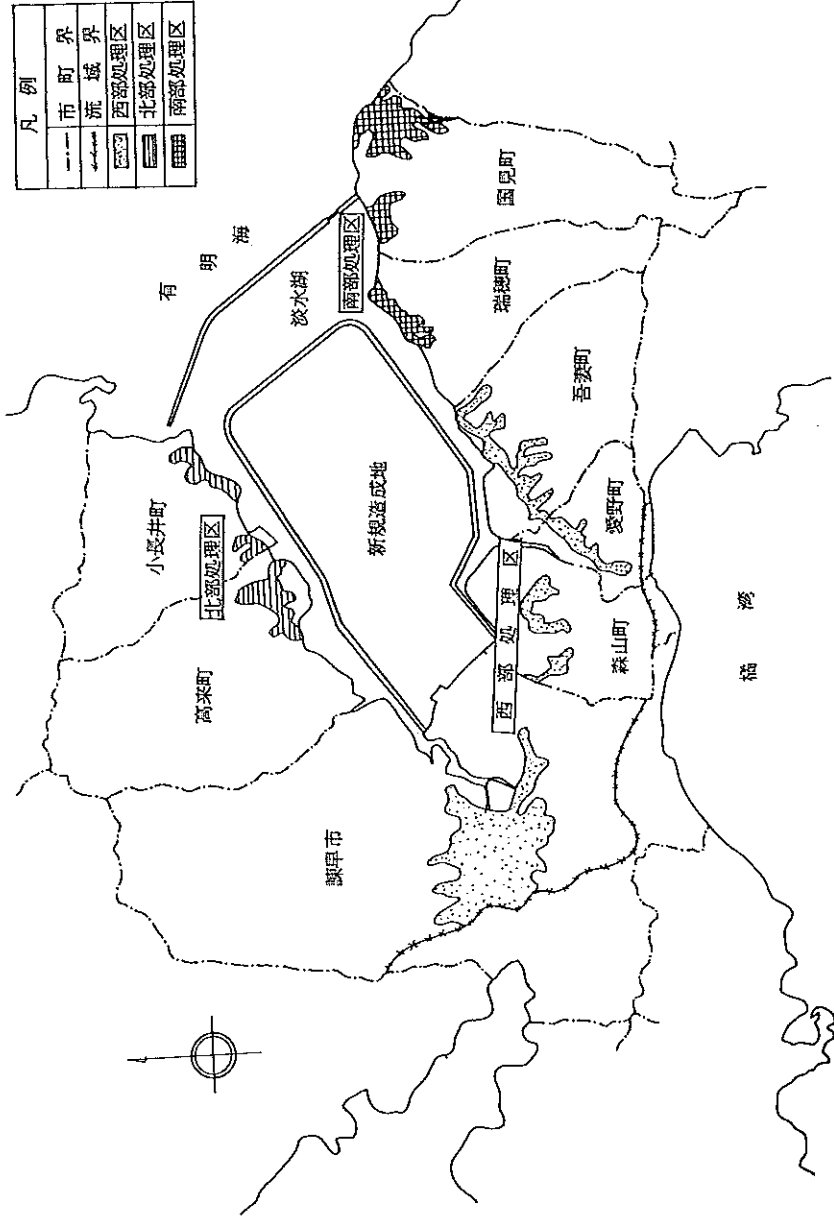 凡例
市町界
流域界
西部処理区
北部処理区
南部処理区
有明海
淡水湖
南部処理区
国見町
瑞穂町
吾妻町
愛野町
森山町
新規造成地
小長井町
北部処理区
高来町
西部処理区
諫早市
橘湾